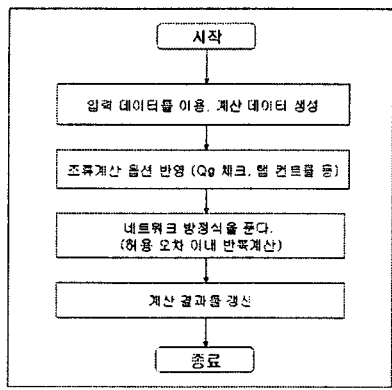 시작
입력 데이터를 이용, 계산 데이터 생성
조류계산 옵션 반영 (Qg 체크, 탭 컨트롤 등)
네트워크 방정식을 푼다.
(허용 오차 이내 반복계산)
계산 결과를 갱신
종료